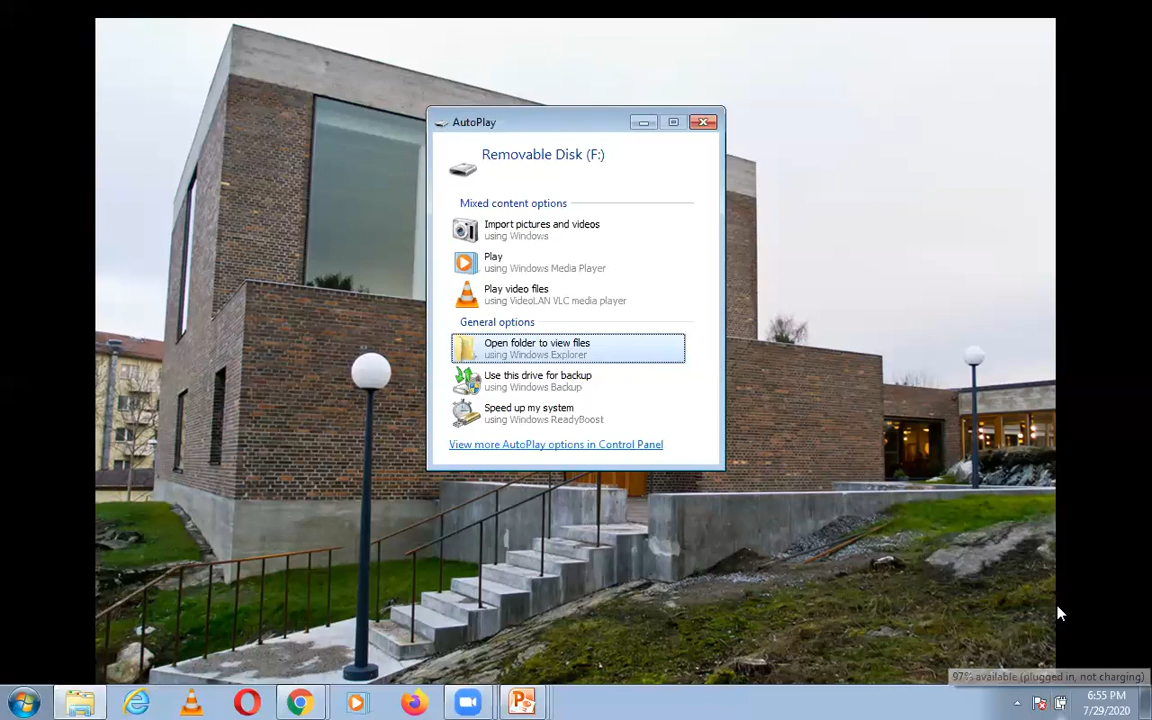 AutoPlay
Removable Disk (F:)
Mixed content options
Import pictures and videos
using Windows
Play
using Windows Media Player
Play video files
using VideoLAN VLC media player
General options
Open folder to view files
using Windows Explorer
Use this drive for backup
using Windows Backup
Speed up my system
using Windows ReadyBoost
View more AutoPlay options in Control Panel
97% available (plugged in, not charging)
6:55 PM
7/29/2020